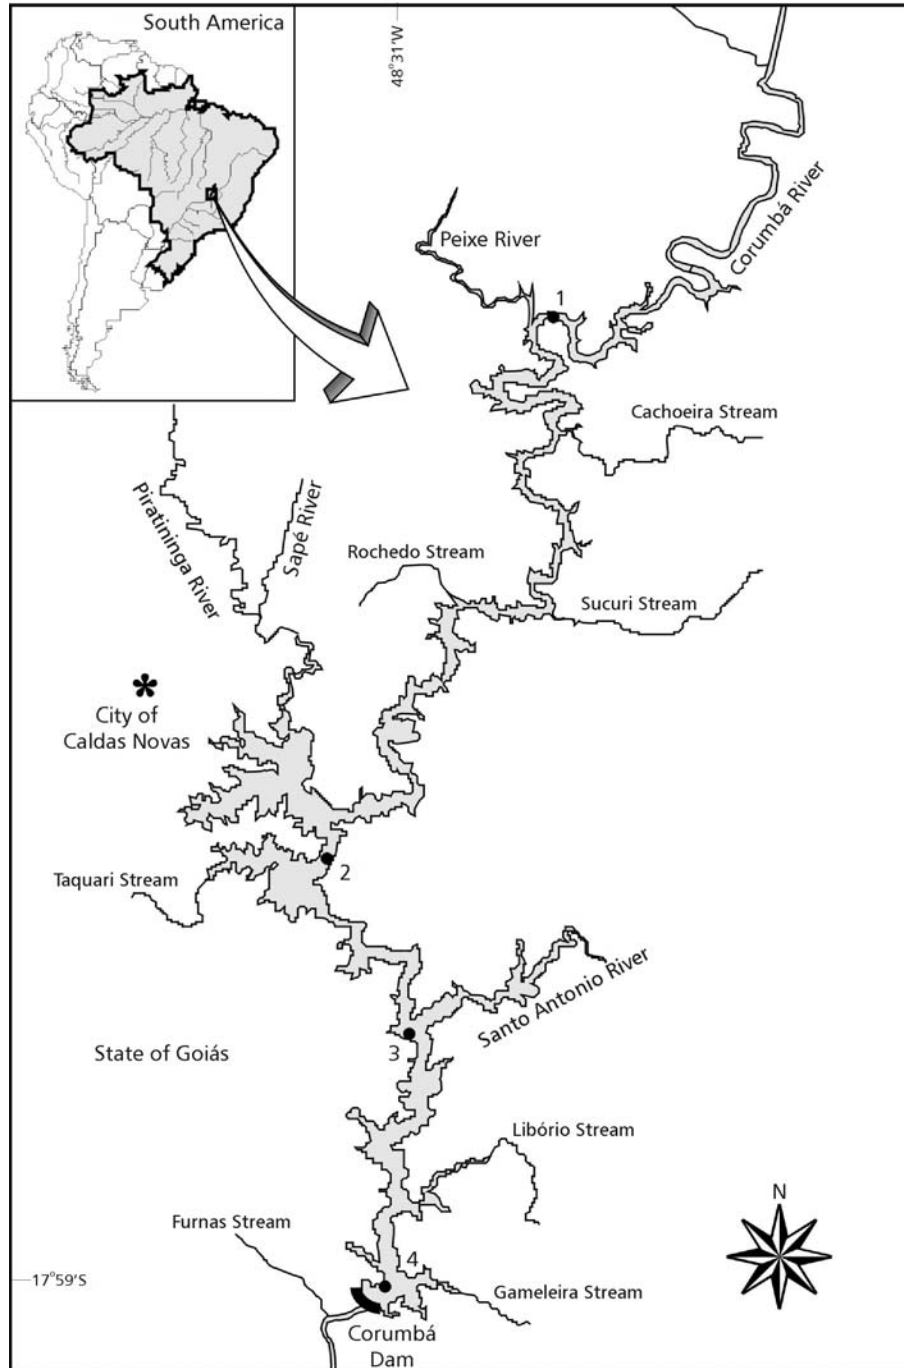 South America
48°31'W
Corumbá River
Peixe River
1
Cachoeira Stream
Piratininga River
Sapé River
Rochedo Stream
Sucuri Stream
*
City of
Caldas Novas
2
Taquari Stream
Santo Antonio River
3
State of Goiás
Libório Stream
N
Furnas Stream
4
17°59'S
Gameleira Stream
Corumbá
Dam